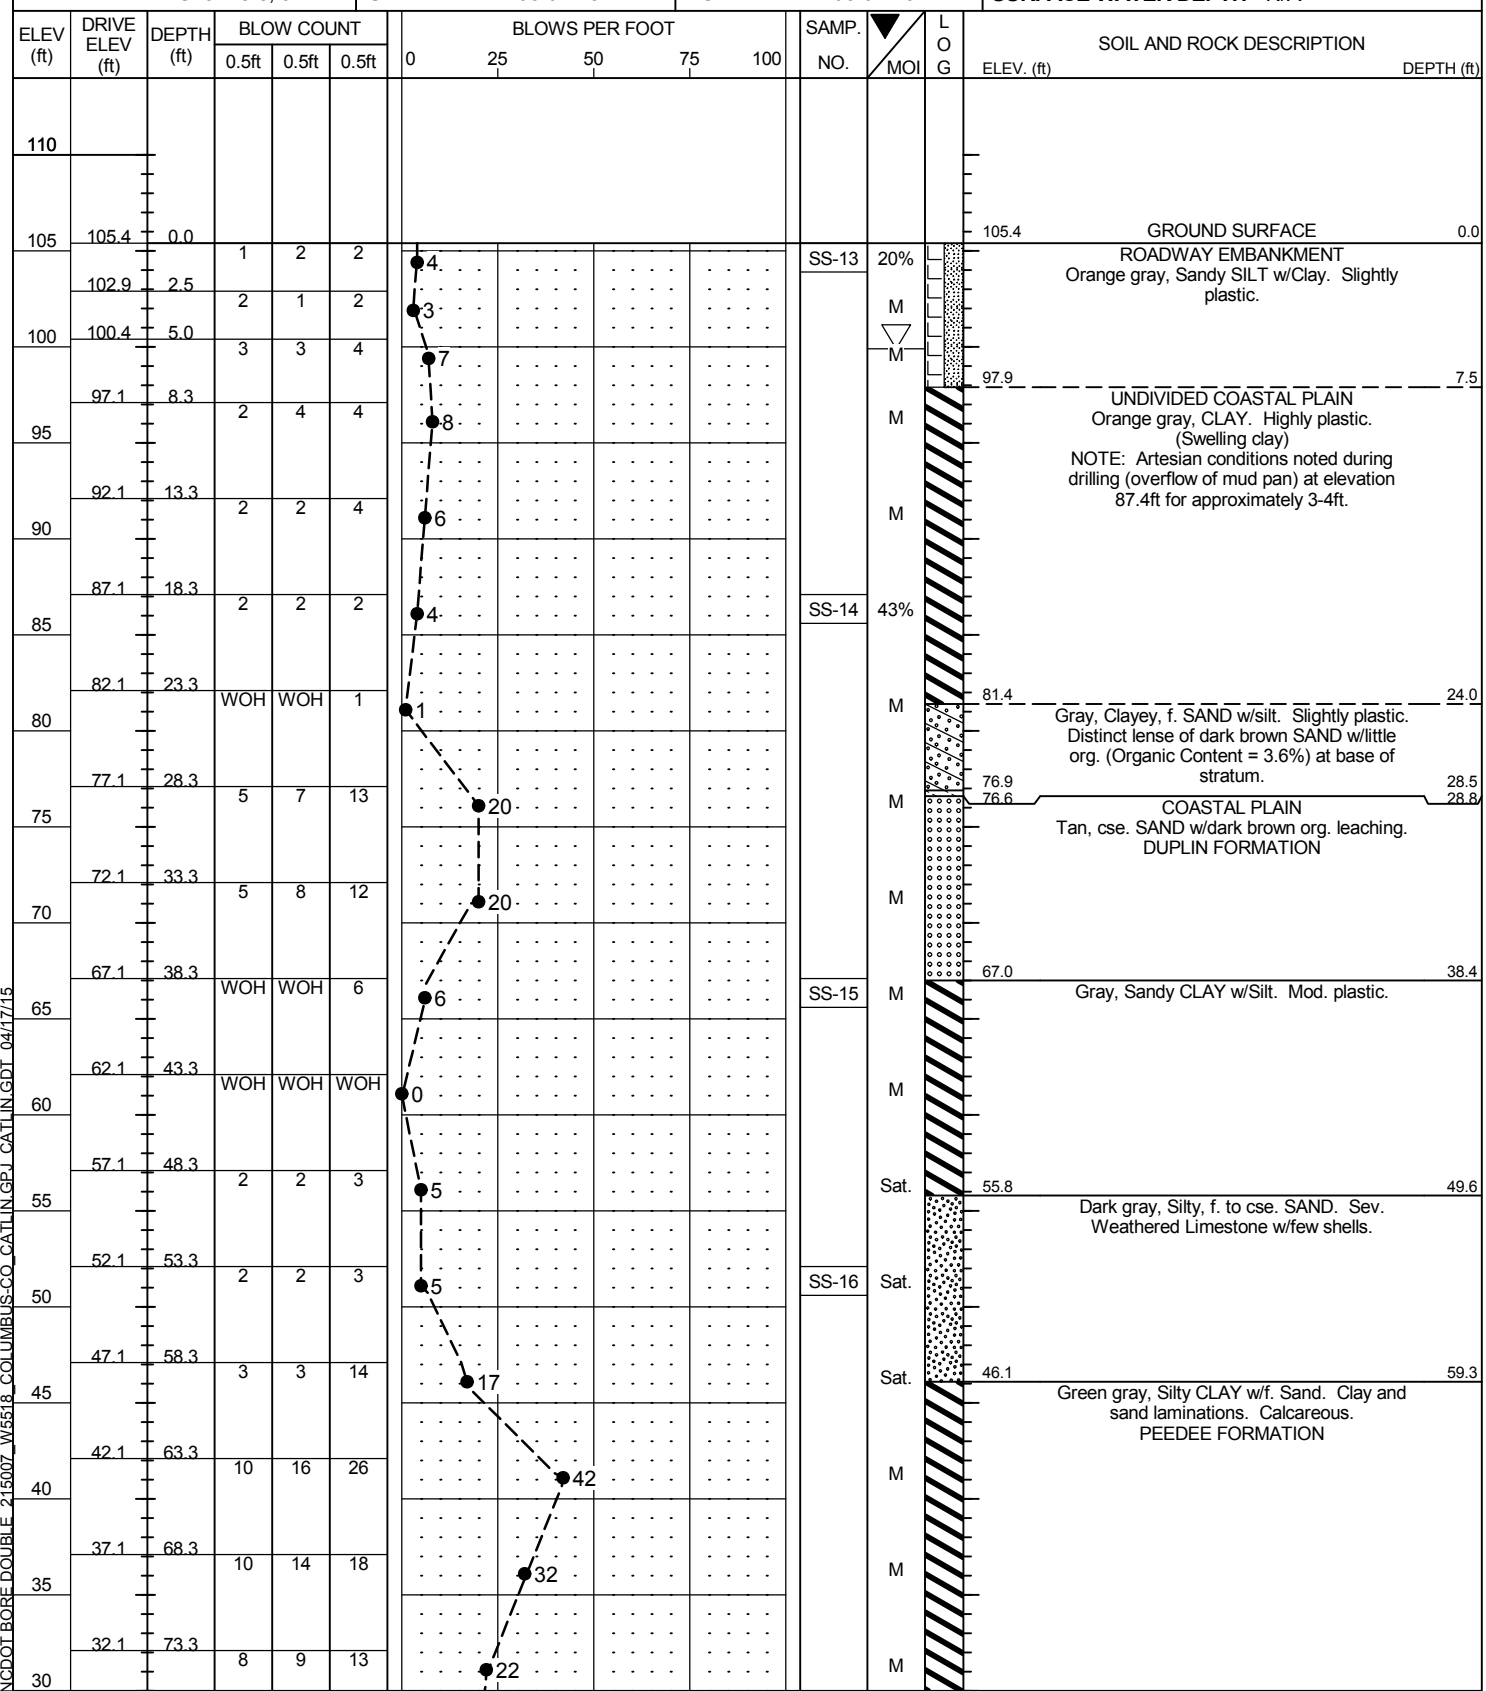 ELEV (ft) DRIVE ELEV (ft) DEPTH (ft) BLOW COUNT 0.5ft 0.5ft 0.5ft BLOWS PER FOOT 0 25 50 75 100 SAMP. NO. MOI LOG SOIL AND ROCK DESCRIPTION ELEV. (ft) DEPTH (ft)
110
105.4 GROUND SURFACE 0.0
105 105.4 0.0 1 2 2 4 SS-13 20%
ROADWAY EMBANKMENT
Orange gray, Sandy SILT w/Clay. Slightly
plastic.
102.9 2.5 2 1 2 3 M
100 100.4 5.0 3 3 4 7 M
97.9 7.5
97.1 8.3 2 4 4 8 M
UNDIVIDED COASTAL PLAIN
Orange gray, CLAY. Highly plastic.
(Swelling clay)
NOTE: Artesian conditions noted during
drilling (overflow of mud pan) at elevation
87.4ft for approximately 3-4ft.
95
92.1 13.3 2 2 4 6 M
90
87.1 18.3 2 2 2 4 SS-14 43%
85
82.1 23.3 WOH WOH 1 1 M
81.4 24.0
80
Gray, Clayey, f. SAND w/silt. Slightly plastic.
Distinct lense of dark brown SAND w/little
org. (Organic Content = 3.6%) at base of
stratum.
76.9 28.5
77.1 28.3 5 7 13 20 M
76.6 28.8
COASTAL PLAIN
Tan, cse. SAND w/dark brown org. leaching.
DUPLIN FORMATION
75
72.1 33.3 5 8 12 20 M
70
67.0 38.4
67.1 38.3 WOH WOH 6 6 SS-15 M
Gray, Sandy CLAY w/Silt. Mod. plastic.
65
62.1 43.3 WOH WOH WOH 0 M
60
57.1 48.3 2 2 3 5 Sat.
55.8 49.6
55
Dark gray, Silty, f. to cse. SAND. Sev.
Weathered Limestone w/few shells.
52.1 53.3 2 2 3 5 SS-16 Sat.
50
47.1 58.3 3 3 14 17 Sat.
46.1 59.3
45
Green gray, Silty CLAY w/f. Sand. Clay and
sand laminations. Calcareous.
PEEDEE FORMATION
42.1 63.3 10 16 26 42 M
40
37.1 68.3 10 14 18 32 M
35
32.1 73.3 8 9 13 22 M
30
NCDOT BORE DOUBLE 215007_W5518_COLUMBUS-CO_CATLIN.GPJ CATLIN.GDT 04/17/15